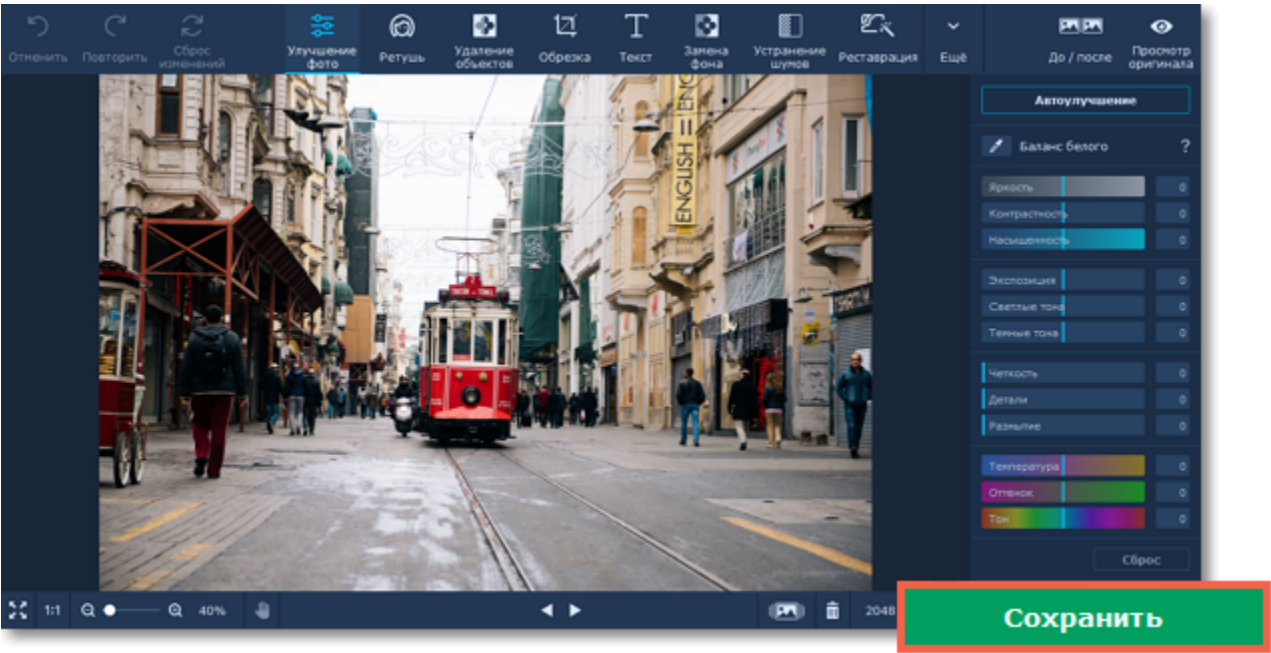 Отменить
Повторить
Сброс
изменений
Улучшение
фото
Ретушь
Удаление
объектов
Обрезка
Текст
Замена
фона
Устранение
шумов
Реставрация
Ещё
До / после
Просмотр
оригинала
Автоулучшение
Баланс белого
?
Яркость 0
Контрастность 0
Насыщенность 0
Экспозиция 0
Светлые тона 0
Темные тона 0
Четкость 0
Детали 0
Размытие 0
Температура 0
Оттенок 0
Тон 0
Сброс
ENGLISH = ENG
1:1
40%
2048
Сохранить